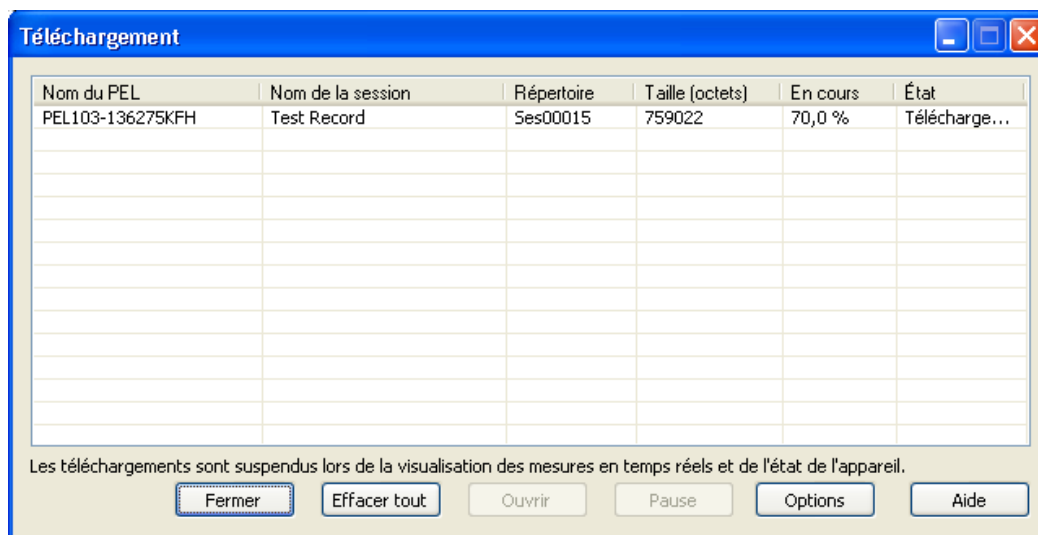 Téléchargement
Nom du PEL Nom de la session Répertoire Taille (octets) En cours État
PEL103-136275KFH Test Record Ses00015 759022 70,0 % Télécharge...
Les téléchargements sont suspendus lors de la visualisation des mesures en temps réels et de l'état de l'appareil.
Fermer Effacer tout Ouvrir Pause Options Aide